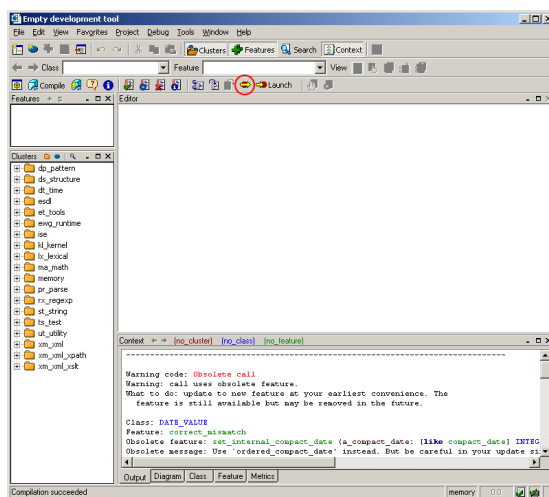 Empty development tool
File Edit View Favorites Project Debug Tools Window Help
Clusters Features Search Context
Class Feature View
Compile Launch
Features
Editor
Clusters
dp_pattern
ds_structure
dt_time
esdl
et_tools
ewg_runtime
ise
kl_kernel
lx_lexical
ma_math
memory
pr_parse
rx_regexp
st_string
ts_test
ut_utility
xm_xml
xm_xml_xpath
xm_xml_xslt
Context (no_cluster) (no_class) (no_feature)
-----------------------------------------------------------------------
Warning code: Obsolete call
Warning: call uses obsolete feature.
What to do: update to new feature at your earliest convenience. The
feature is still available but may be removed in the future.
Class: DATE_VALUE
Feature: correct_mismatch
Obsolete feature: set_internal_compact_date (a_compact_date: [like compact_date] INTEG
Obsolete message: Use 'ordered_compact_date' instead. But be careful in your update si
Output Diagram Class Feature Metrics
Compilation succeeded
memory 0:0